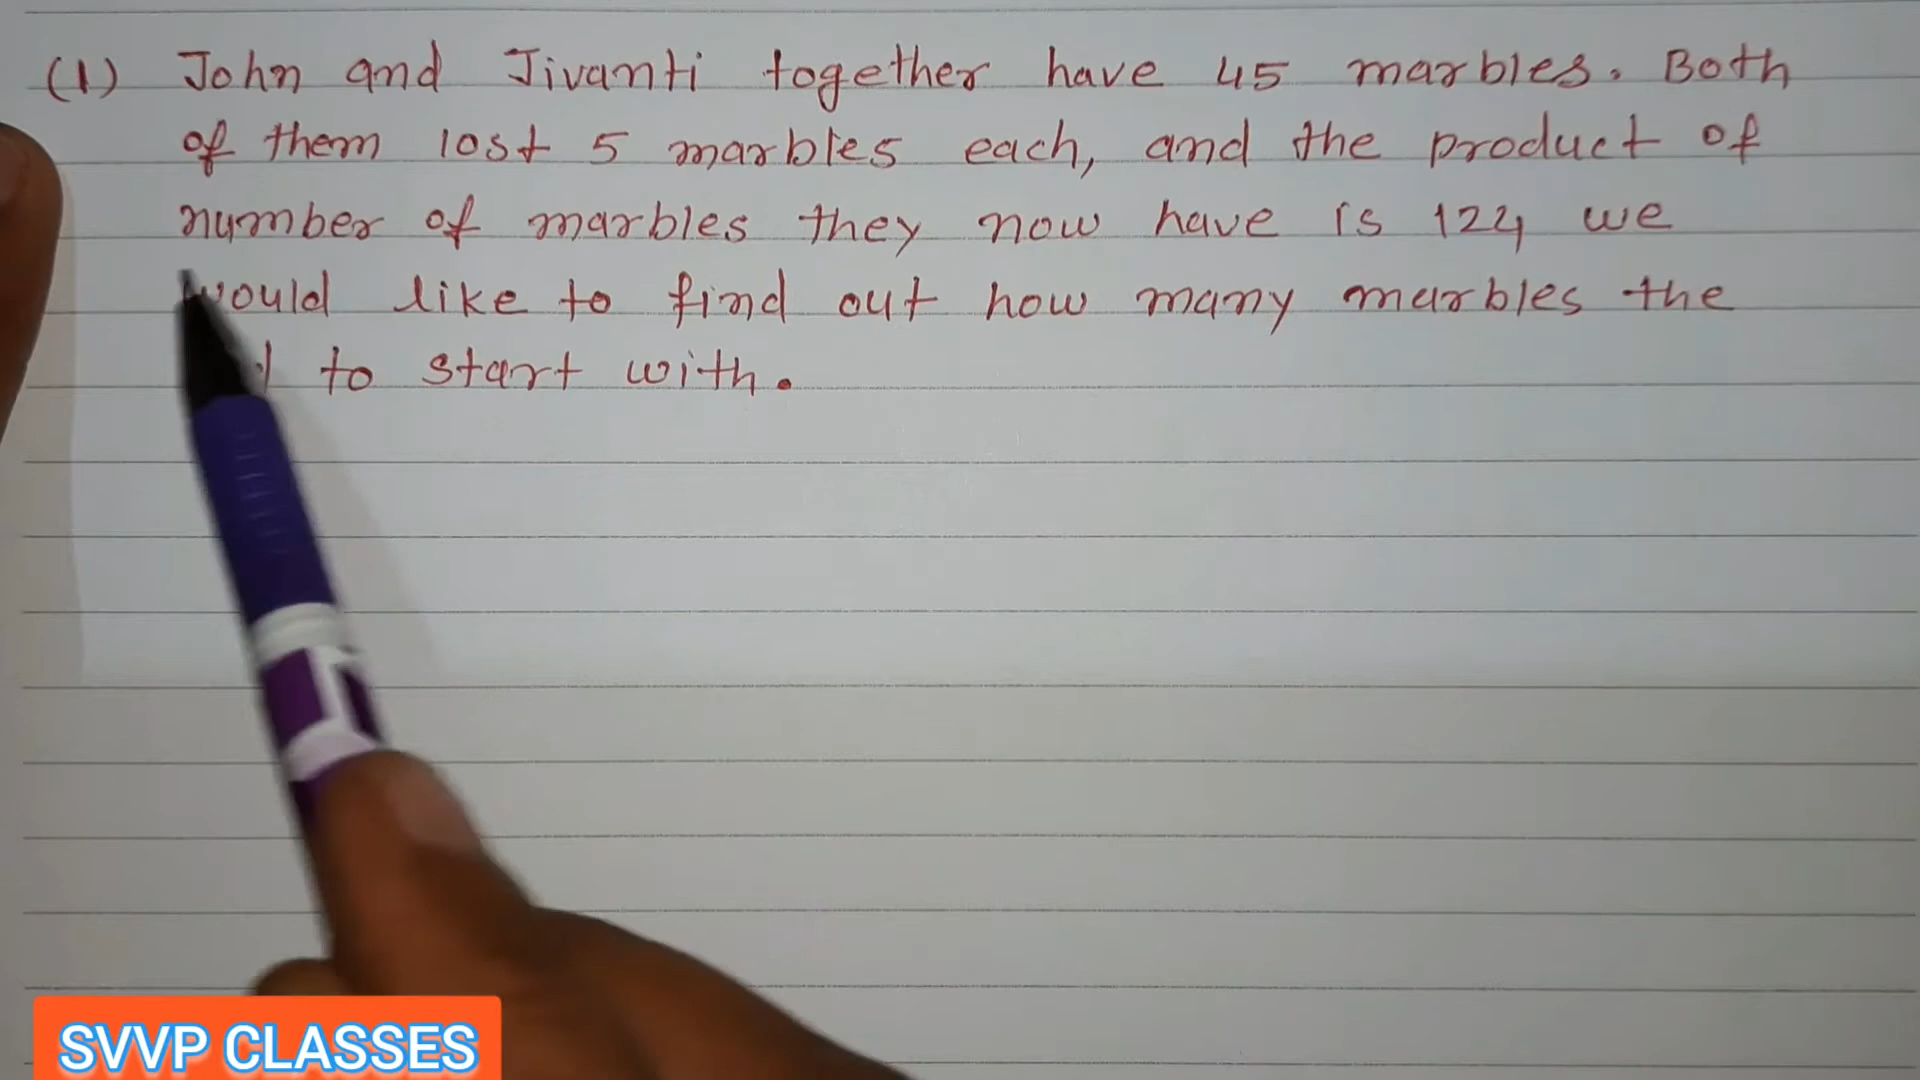 (1) John and Jivanti together have 45 marbles. Both
of them lost 5 marbles each, and the product of
number of marbles they now have is 124 we
would like to find out how many marbles the
to start with.
SVVP CLASSES